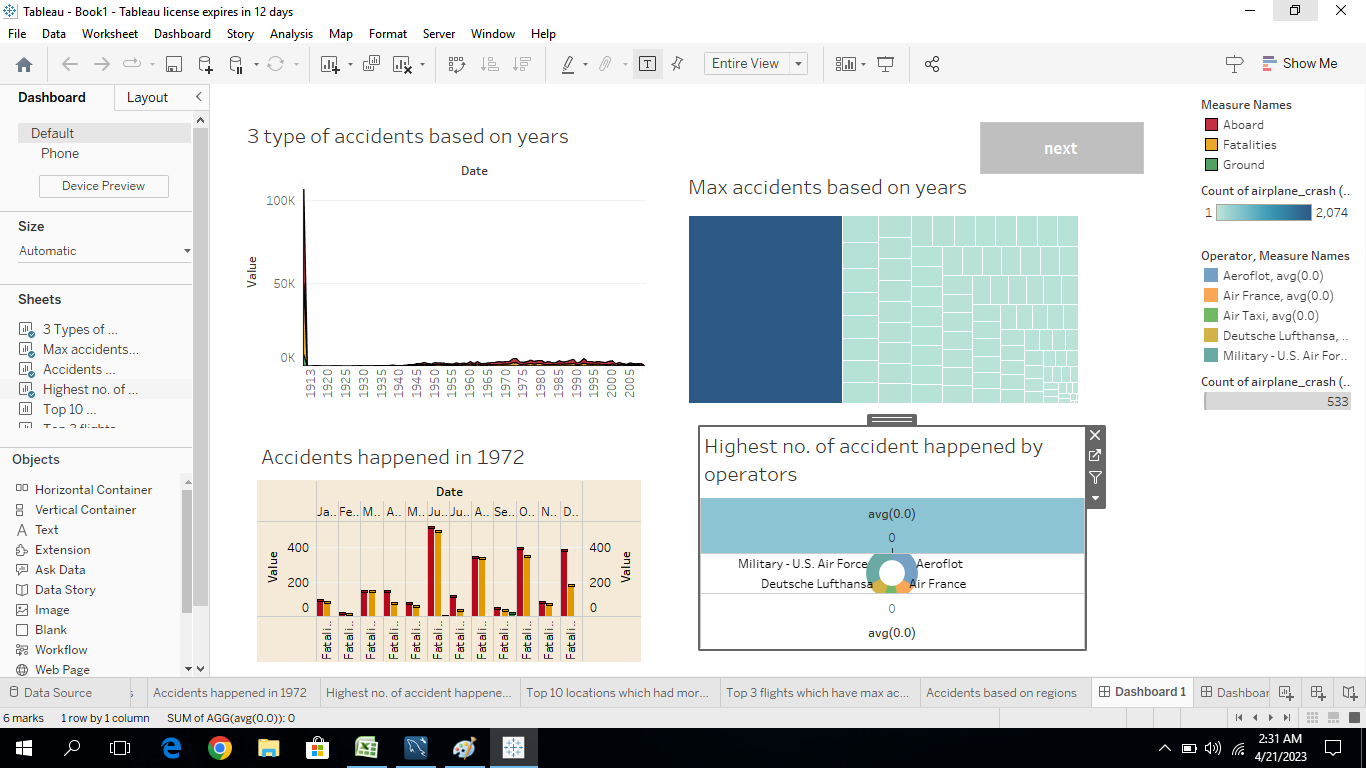 Tableau - Book1 - Tableau license expires in 12 days
File Data Worksheet Dashboard Story Analysis Map Format Server Window Help
Entire View
Show Me
Dashboard Layout
Default
Phone
Device Preview
Size
Automatic
Sheets
3 Types of ...
Max accidents...
Accidents ...
Highest no. of ...
Top 10 ...
Objects
Horizontal Container
Vertical Container
Text
Extension
Ask Data
Data Story
Image
Blank
Workflow
Web Page
3 type of accidents based on years
Date
Value
100K
50K
0K
1913 1920 1925 1930 1935 1940 1945 1950 1955 1960 1965 1970 1975 1980 1985 1990 1995 2000 2005
next
Max accidents based on years
Accidents happened in 1972
Date
Ja.. Fe.. M.. A.. M.. Ju.. Ju.. A.. Se.. O.. N.. D..
Value
400
200
0
400
200
0
Value
Fatali.. Fatali.. Fatali.. Fatali.. Fatali.. Fatali.. Fatali.. Fatali.. Fatali.. Fatali.. Fatali.. Fatali..
Highest no. of accident happened by
operators
avg(0.0)
0
Military - U.S. Air Force Aeroflot
Deutsche Lufthansa Air France
0
avg(0.0)
Measure Names
Aboard
Fatalities
Ground
Count of airplane_crash (..
1 2,074
Operator, Measure Names
Aeroflot, avg(0.0)
Air France, avg(0.0)
Air Taxi, avg(0.0)
Deutsche Lufthansa, ..
Military - U.S. Air For..
Count of airplane_crash (..
533
Data Source
Accidents happened in 1972
Highest no. of accident happene...
Top 10 locations which had mor...
Top 3 flights which have max ac...
Accidents based on regions
Dashboard 1
Dashboar
6 marks 1 row by 1 column SUM of AGG(avg(0.0)): 0
2:31 AM
4/21/2023